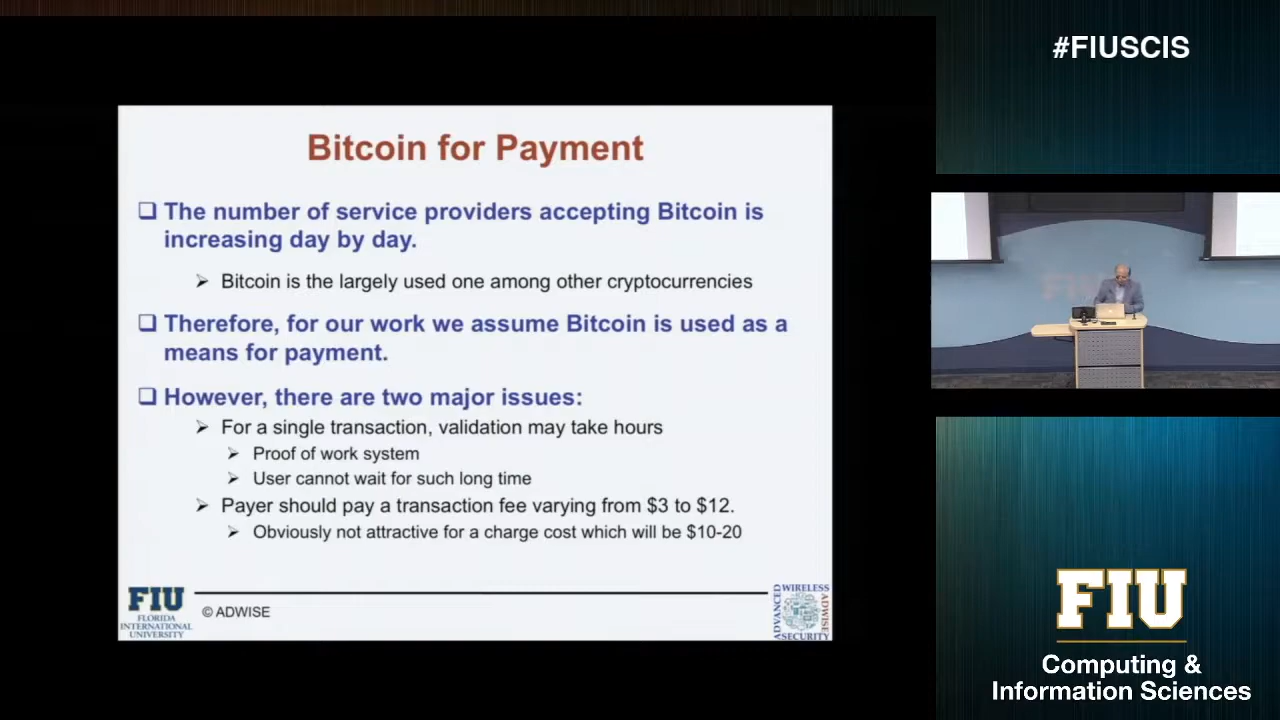 #FIUSCIS
Bitcoin for Payment
The number of service providers accepting Bitcoin is
increasing day by day.
Bitcoin is the largely used one among other cryptocurrencies
Therefore, for our work we assume Bitcoin is used as a
means for payment.
However, there are two major issues:
For a single transaction, validation may take hours
Proof of work system
User cannot wait for such long time
Payer should pay a transaction fee varying from $3 to $12.
Obviously not attractive for a charge cost which will be $10-20
FIU
FLORIDA
INTERNATIONAL
UNIVERSITY
© ADWISE
WIRELESS
ADVANCED
ADWISE
SECURITY
FIU
FIU
Computing &
Information Sciences